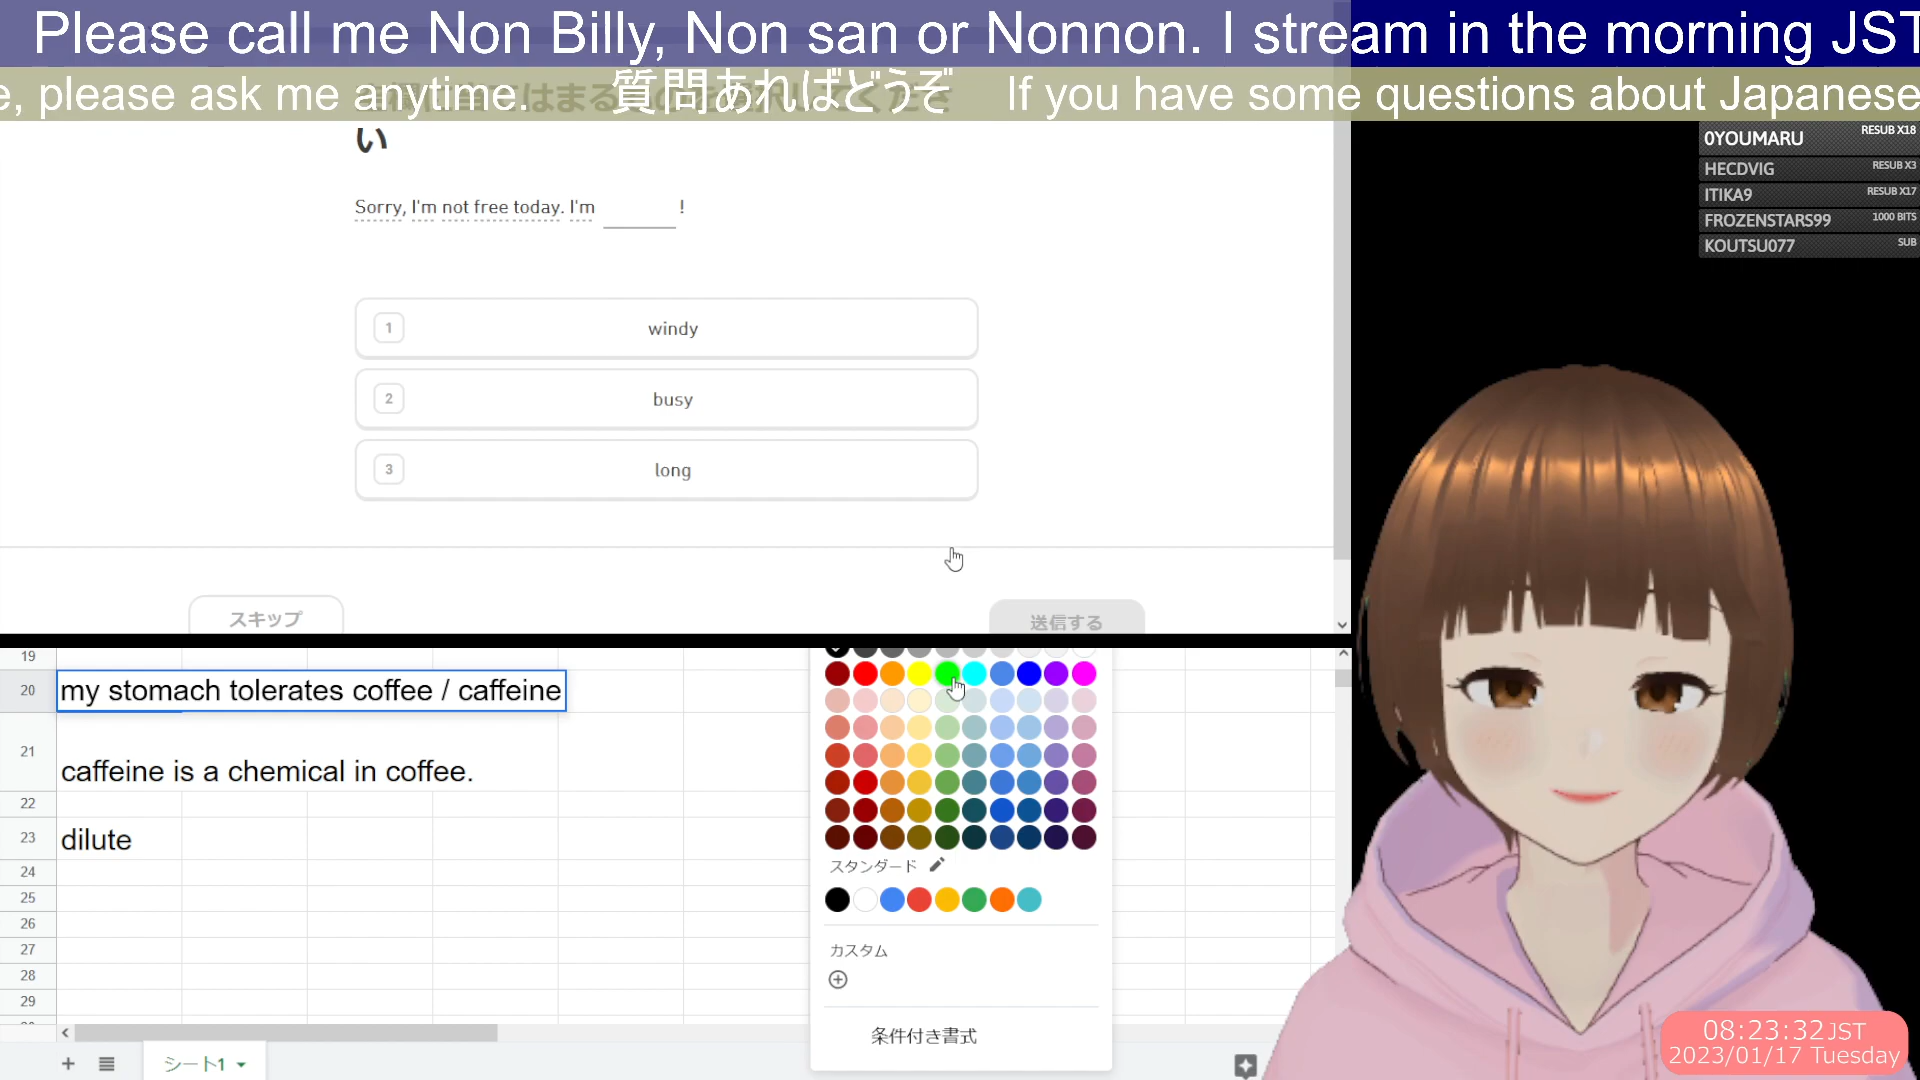 Please call me Non Billy, Non san or Nonnon. I stream in the morning JST
e, please ask me anytime. 質問あればどうぞ If you have some questions about Japanese
い
Sorry, I'm not free today. I'm ______ !
1 windy
2 busy
3 long
スキップ
送信する
0YOUMARU RESUB X18
HECDVIG RESUB X3
ITIKA9 RESUB X17
FROZENSTARS99 1000 BITS
KOUTSU077 SUB
19
20 my stomach tolerates coffee / caffeine
21 caffeine is a chemical in coffee.
22
23 dilute
24
25
26
27
28
29
スタンダード
カスタム
条件付き書式
シート1
08:23:32 JST
2023/01/17 Tuesday